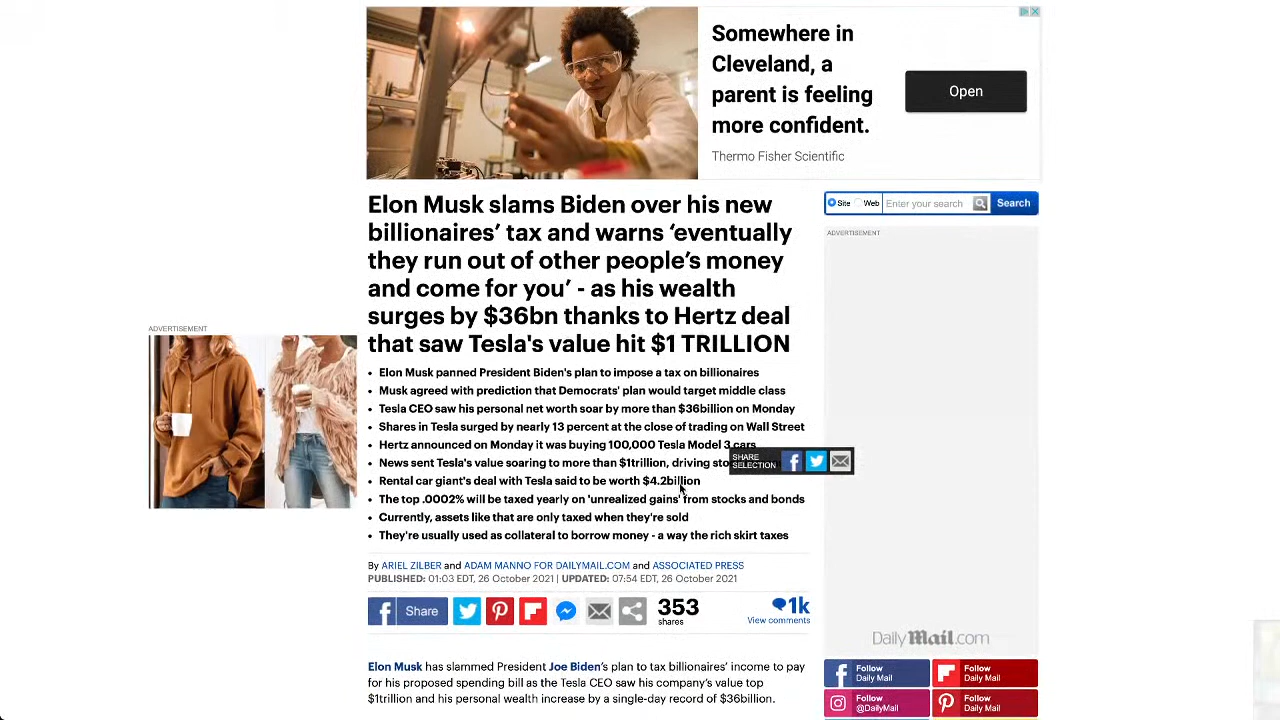 Somewhere in
Cleveland, a
parent is feeling
more confident.
Thermo Fisher Scientific
Open
Elon Musk slams Biden over his new
billionaires' tax and warns 'eventually
they run out of other people's money
and come for you' - as his wealth
surges by $36bn thanks to Hertz deal
that saw Tesla's value hit $1 TRILLION
Site Web Enter your search Search
ADVERTISEMENT
ADVERTISEMENT
• Elon Musk panned President Biden's plan to impose a tax on billionaires
• Musk agreed with prediction that Democrats' plan would target middle class
• Tesla CEO saw his personal net worth soar by more than $36billion on Monday
• Shares in Tesla surged by nearly 13 percent at the close of trading on Wall Street
• Hertz announced on Monday it was buying 100,000 Tesla Model 3 cars
• News sent Tesla's value soaring to more than $1trillion, driving
SHARE
SELECTION
• Rental car giant's deal with Tesla said to be worth $4.2billion
• The top .0002% will be taxed yearly on 'unrealized gains' from stocks and bonds
• Currently, assets like that are only taxed when they're sold
• They're usually used as collateral to borrow money - a way the rich skirt taxes
By ARIEL ZILBER and ADAM MANNO FOR DAILYMAIL.COM and ASSOCIATED PRESS
PUBLISHED: 01:03 EDT, 26 October 2021 | UPDATED: 07:54 EDT, 26 October 2021
Share
353
shares
1k
View comments
DailyMail.com
Follow
Daily Mail
Follow
Daily Mail
Follow
@DailyMail
Follow
Daily Mail
Elon Musk has slammed President Joe Biden's plan to tax billionaires' income to pay
for his proposed spending bill as the Tesla CEO saw his company's value top
$1trillion and his personal wealth increase by a single-day record of $36billion.